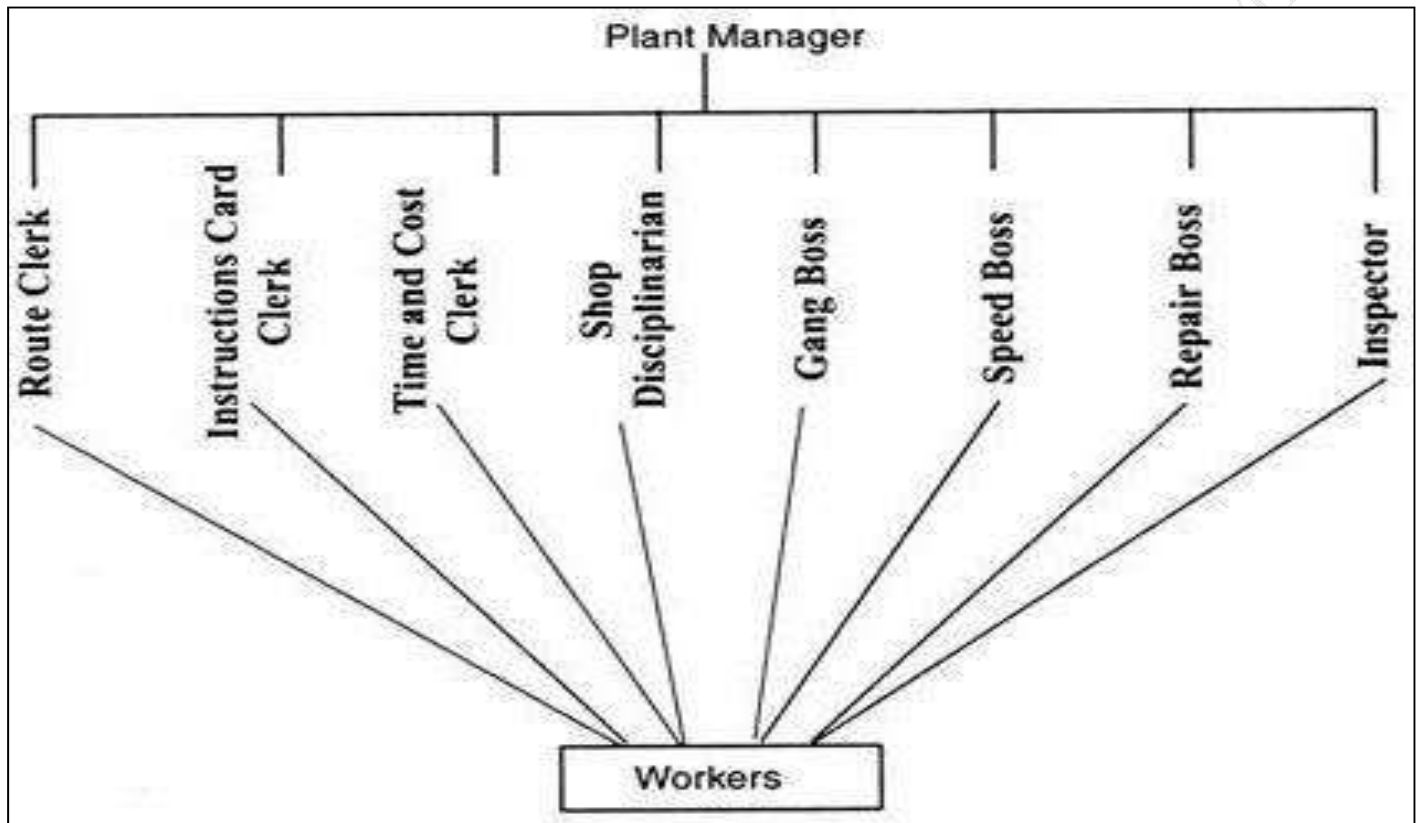 Plant Manager
Route Clerk
Instructions Card
Clerk
Time and Cost
Clerk
Shop
Disciplinarian
Gang Boss
Speed Boss
Repair Boss
Inspector
Workers